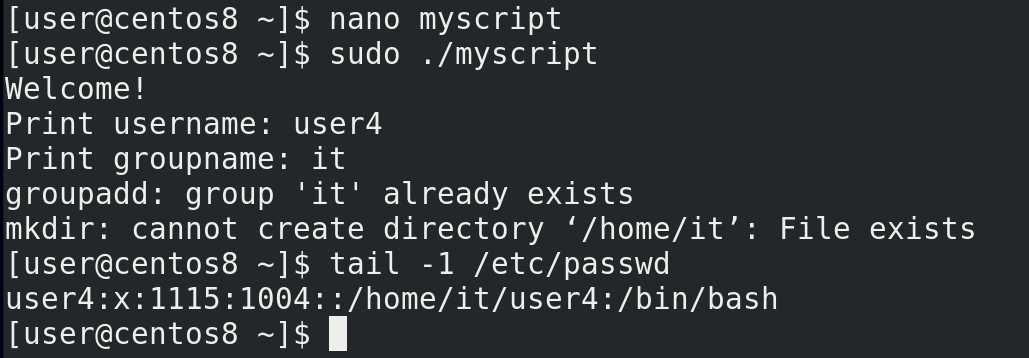 [user@centos8 ~]$ nano myscript
[user@centos8 ~]$ sudo ./myscript
Welcome!
Print username: user4
Print groupname: it
groupadd: group 'it' already exists
mkdir: cannot create directory ‘/home/it’: File exists
[user@centos8 ~]$ tail -1 /etc/passwd
user4:x:1115:1004::/home/it/user4:/bin/bash
[user@centos8 ~]$